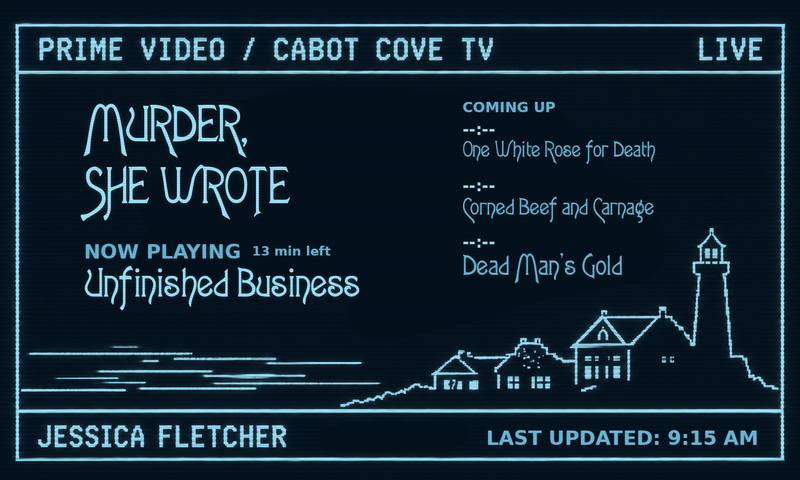 PRIME VIDEO / CABOT COVE TV
LIVE
MURDER,
SHE WROTE
NOW PLAYING 13 min left
Unfinished Business
COMING UP
--:--
One White Rose for Death
--:--
Corned Beef and Carnage
--:--
Dead Man's Gold
JESSICA FLETCHER
LAST UPDATED: 9:15 AM